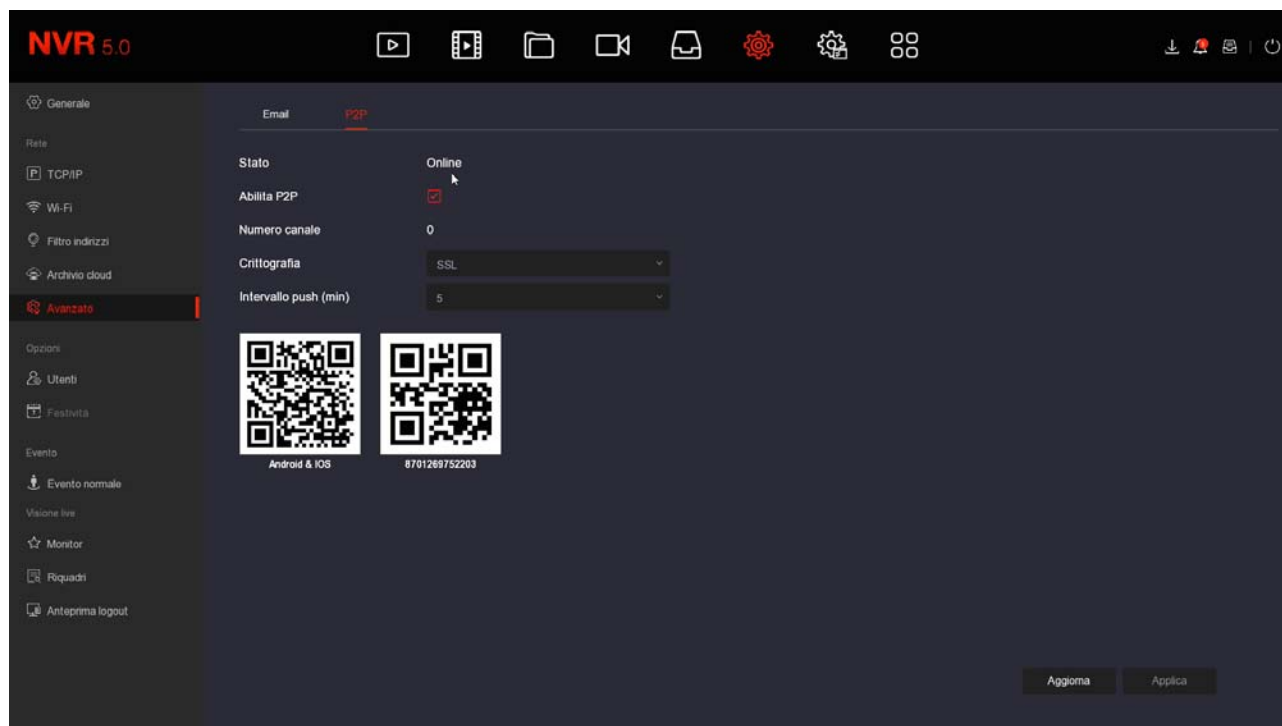 NVR 5.0
Generale
Rete
TCP/IP
Wi-Fi
Filtro indirizzi
Archivio cloud
Avanzato
Opzioni
Utenti
Festività
Evento
Evento normale
Visione live
Monitor
Riquadri
Anteprima logout
Email P2P
Stato Online
Abilita P2P
Numero canale 0
Crittografia SSL
Intervallo push (min) 5
Android & IOS 8701269752203
Aggiorna Applica